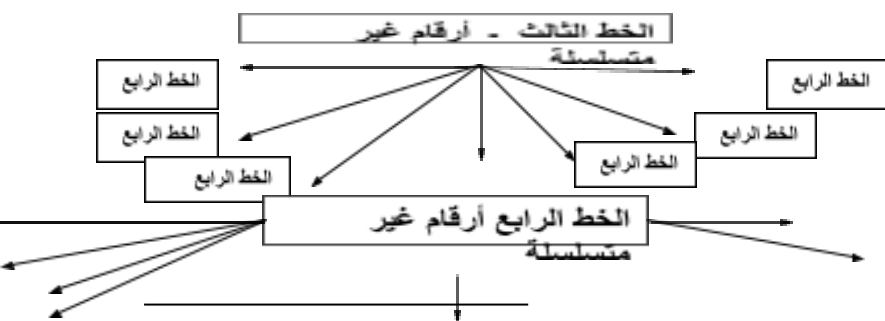 الخط الثالث - أرقام غير
متسلسلة
الخط الرابع
الخط الرابع
الخط الرابع
الخط الرابع
الخط الرابع
الخط الرابع
الخط الرابع أرقام غير
متسلسلة